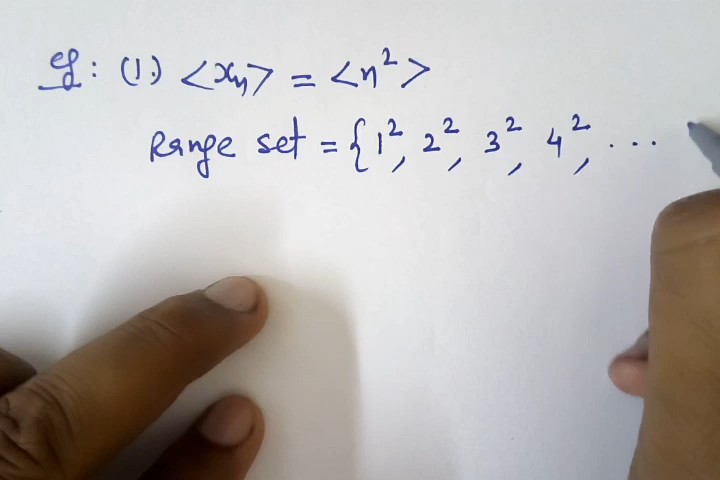 eg: (1.) <xn> = <n²>
Range set = {1², 2², 3², 4², ...